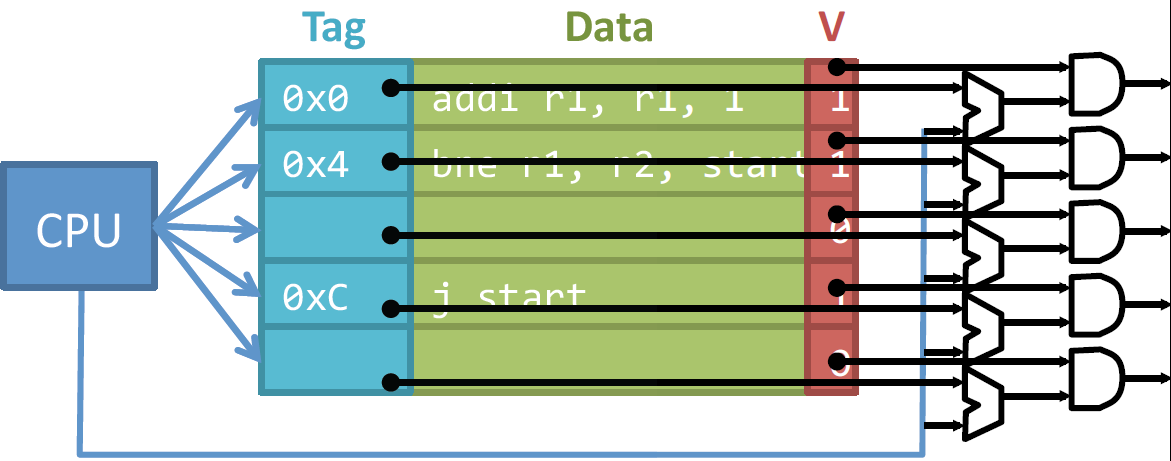 Tag Data V
0x0 addi r1, r1, 1 1
0x4 bne r1, r2, start 1
0
CPU
0xC j start 1
0